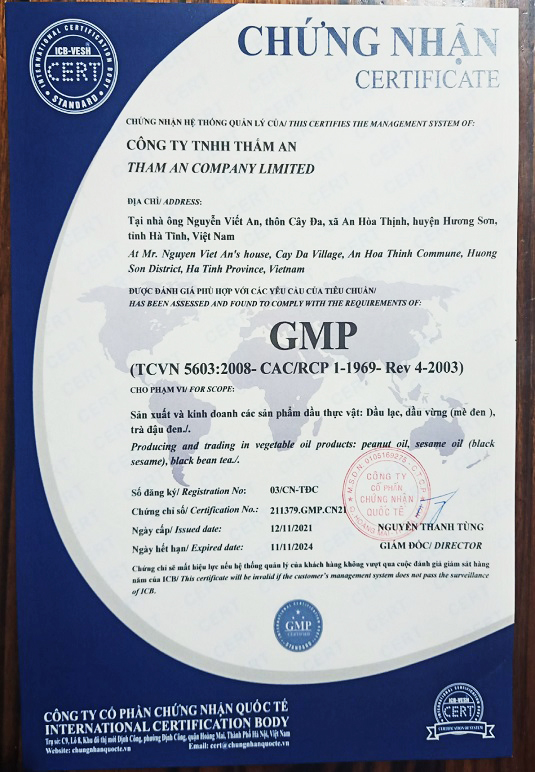 INTERNATIONAL CERTIFICATION BODY
ICB-VESH
CERT
STANDARD
CHỨNG NHẬN
CERTIFICATE
CHỨNG NHẬN HỆ THỐNG QUẢN LÝ CỦA/ THIS CERTIFIES THE MANAGEMENT SYSTEM OF:
CÔNG TY TNHH THẮM AN
THAM AN COMPANY LIMITED
ĐỊA CHỈ/ ADDRESS:
Tại nhà ông Nguyễn Viết An, thôn Cây Đa, xã An Hòa Thịnh, huyện Hương Sơn,
tỉnh Hà Tĩnh, Việt Nam
At Mr. Nguyen Viet An's house, Cay Da Village, An Hoa Thinh Commune, Huong
Son District, Ha Tinh Province, Vietnam
ĐƯỢC ĐÁNH GIÁ PHÙ HỢP VỚI CÁC YÊU CẦU CỦA TIÊU CHUẨN/
HAS BEEN ASSESSED AND FOUND TO COMPLY WITH THE REQUIREMENTS OF:
GMP
(TCVN 5603:2008- CAC/RCP 1-1969- Rev 4-2003)
CHO PHẠM VI/ FOR SCOPE:
Sản xuất và kinh doanh các sản phẩm dầu thực vật: Dầu lạc, dầu vừng (mè đen ),
trà đậu đen./.
Producing and trading in vegetable oil products: peanut oil, sesame oil (black
sesame), black bean tea./.
Số đăng ký/ Registration No: 03/CN-TĐC
Chứng chỉ số/ Certification No.: 211379.GMP.CN21
Ngày cấp/ Issued date: 12/11/2021
Ngày hết hạn/ Expired date: 11/11/2024
M.S.D.N: 0105169275 - C.T.C.P
CÔNG TY
CỔ PHẦN
CHỨNG NHẬN
QUỐC TẾ
Q. HOÀNG MAI
NGUYỄN THANH TÙNG
GIÁM ĐỐC/ DIRECTOR
Chứng chỉ sẽ mất hiệu lực nếu hệ thống quản lý của khách hàng không vượt qua cuộc đánh giá giám sát hàng
năm của ICB/ This certificate will be invalid if the customer's management system does not pass the surveillance
of ICB.
GMP
CERTIFIED
STANDARD
CÔNG TY CỔ PHẦN CHỨNG NHẬN QUỐC TẾ
INTERNATIONAL CERTIFICATION BODY
Trụ sở: C9, Lô 8, Khu đô thị mới Định Công, phường Định Công, quận Hoàng Mai, Thành Phố Hà Nội, Việt Nam
Website: chungnhanquocte.vn Email: cert@chungnhanquocte.vn
ICB-VESH
CERT
CERTIFICATION BY SYSTEM